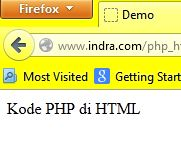 Firefox
Demo
www.indra.com/php_h
Most Visited
Getting Start
Kode PHP di HTML